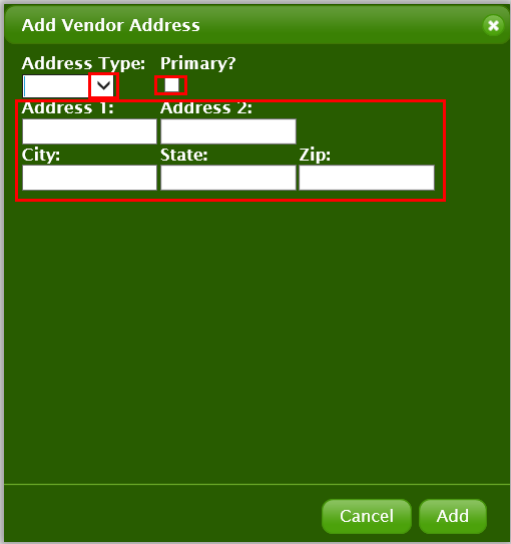 Add Vendor Address
Address Type: Primary?
Address 1: Address 2:
City: State: Zip:
Cancel Add